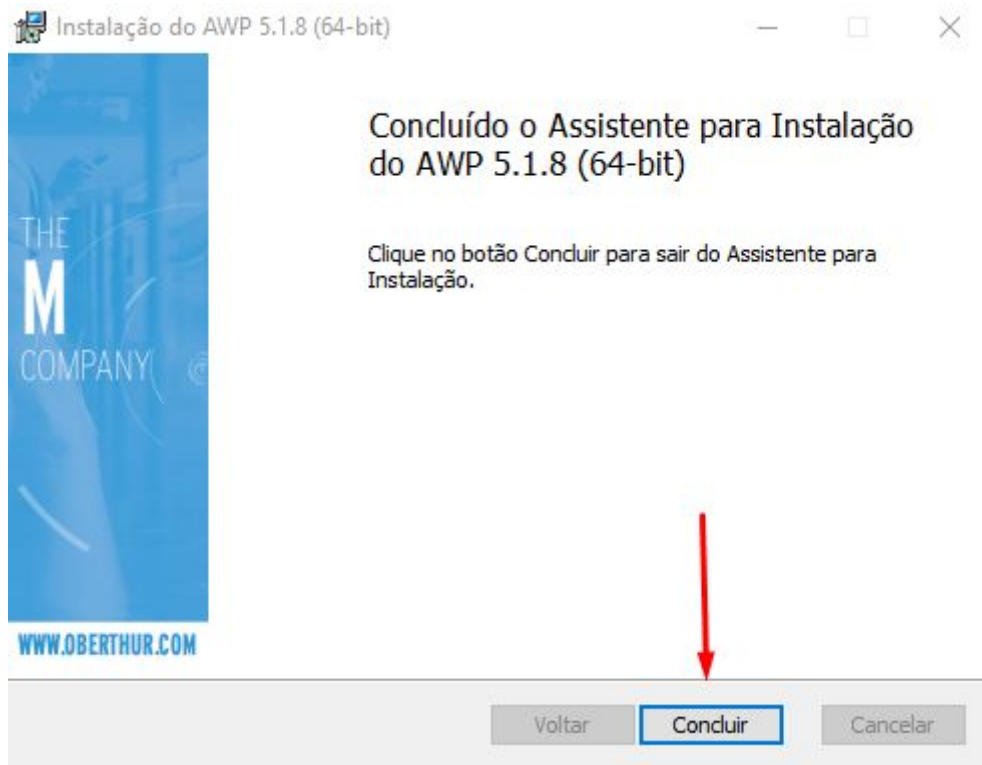 Instalação do AWP 5.1.8 (64-bit)
Concluído o Assistente para Instalação
do AWP 5.1.8 (64-bit)
Clique no botão Concluir para sair do Assistente para
Instalação.
THE
M
COMPANY
WWW.OBERTHUR.COM
Voltar
Concluir
Cancelar